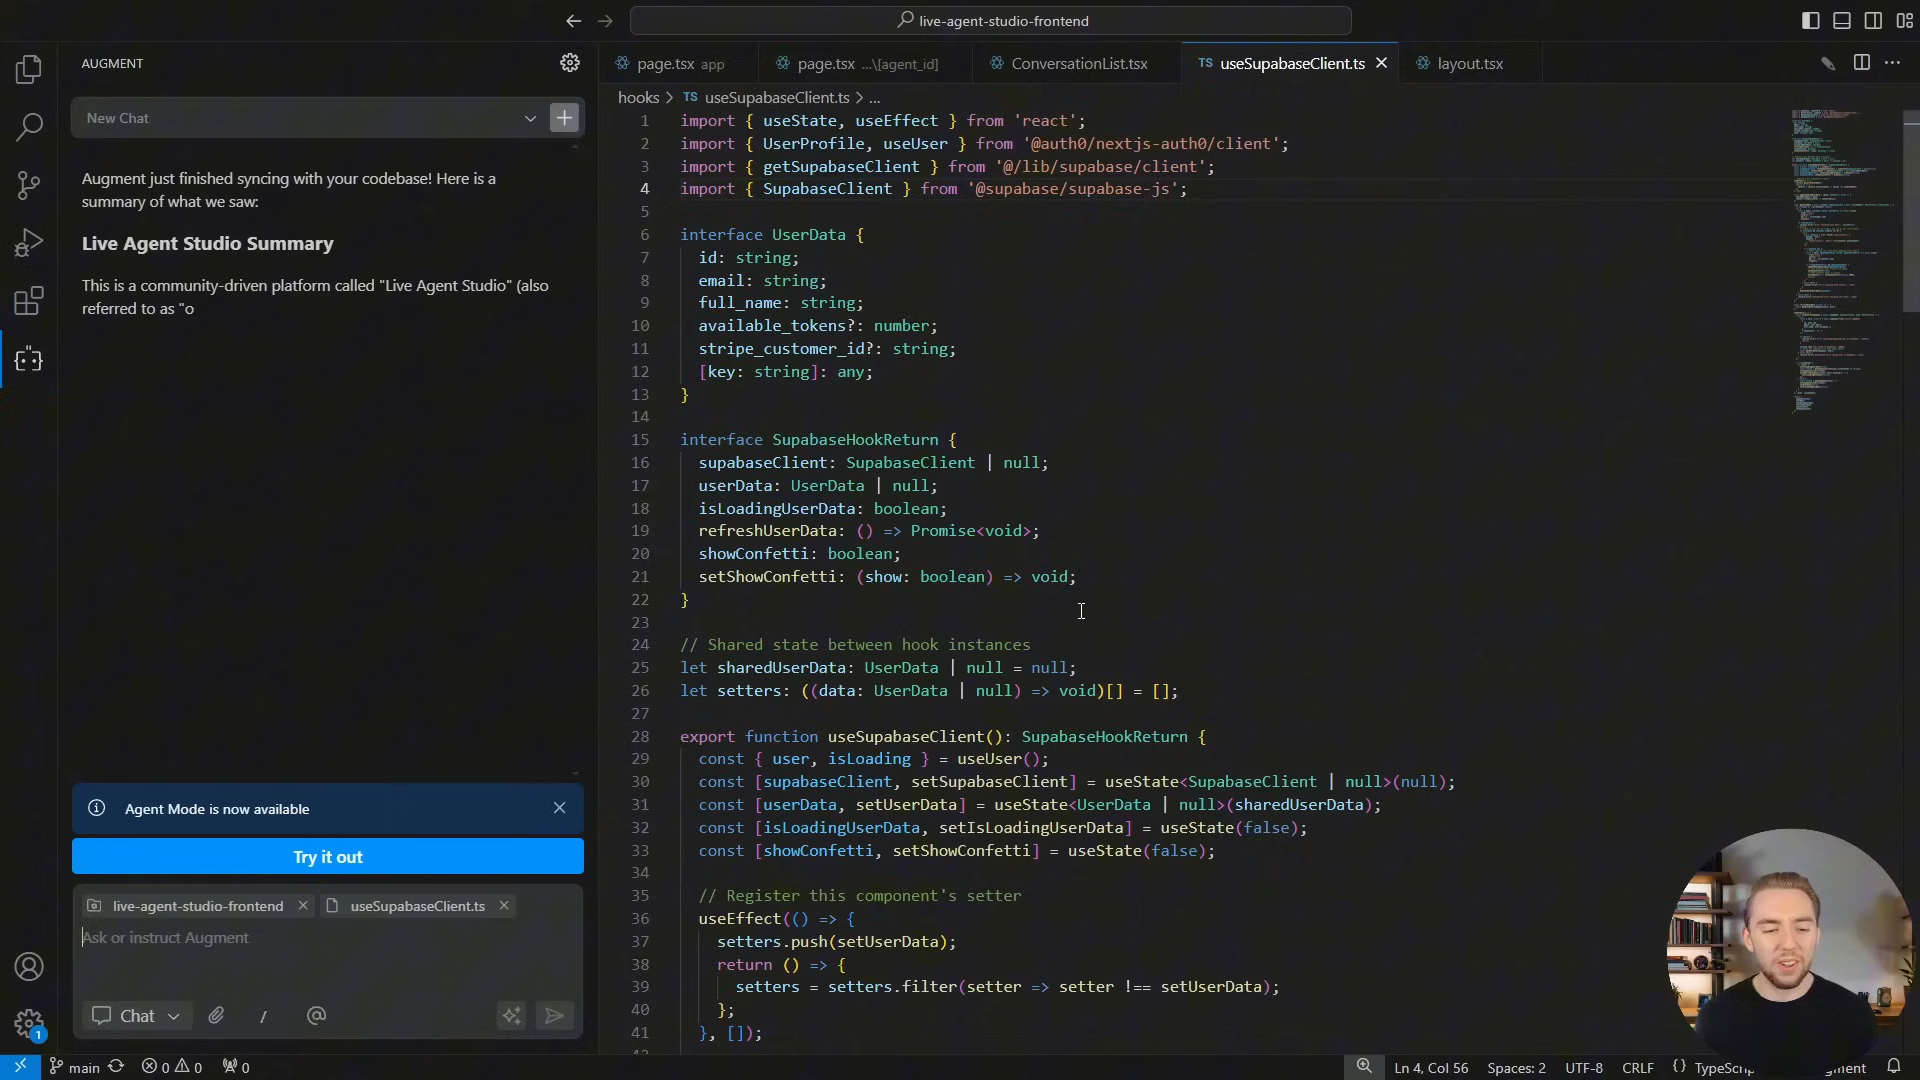 live-agent-studio-frontend
AUGMENT
New Chat
Augment just finished syncing with your codebase! Here is a
summary of what we saw:
Live Agent Studio Summary
This is a community-driven platform called "Live Agent Studio" (also
referred to as "o
Agent Mode is now available
Try it out
live-agent-studio-frontend
useSupabaseClient.ts
Ask or instruct Augment
Chat
page.tsx app
page.tsx ...\[agent_id]
ConversationList.tsx
TS useSupabaseClient.ts
layout.tsx
hooks > TS useSupabaseClient.ts > ...
1 import { useState, useEffect } from 'react';
2 import { UserProfile, useUser } from '@auth0/nextjs-auth0/client';
3 import { getSupabaseClient } from '@/lib/supabase/client';
4 import { SupabaseClient } from '@supabase/supabase-js';
5
6 interface UserData {
7 id: string;
8 email: string;
9 full_name: string;
10 available_tokens?: number;
11 stripe_customer_id?: string;
12 [key: string]: any;
13 }
14
15 interface SupabaseHookReturn {
16 supabaseClient: SupabaseClient | null;
17 userData: UserData | null;
18 isLoadingUserData: boolean;
19 refreshUserData: () => Promise<void>;
20 showConfetti: boolean;
21 setShowConfetti: (show: boolean) => void;
22 }
23
24 // Shared state between hook instances
25 let sharedUserData: UserData | null = null;
26 let setters: ((data: UserData | null) => void)[] = [];
27
28 export function useSupabaseClient(): SupabaseHookReturn {
29 const { user, isLoading } = useUser();
30 const [supabaseClient, setSupabaseClient] = useState<SupabaseClient | null>(null);
31 const [userData, setUserData] = useState<UserData | null>(sharedUserData);
32 const [isLoadingUserData, setIsLoadingUserData] = useState(false);
33 const [showConfetti, setShowConfetti] = useState(false);
34
35 // Register this component's setter
36 useEffect(() => {
37 setters.push(setUserData);
38 return () => {
39 setters = setters.filter(setter => setter !== setUserData);
40 };
41 }, []);
1
main
0 0
0
Ln 4, Col 56
Spaces: 2
UTF-8
CRLF
{ } TypeScrip
gment